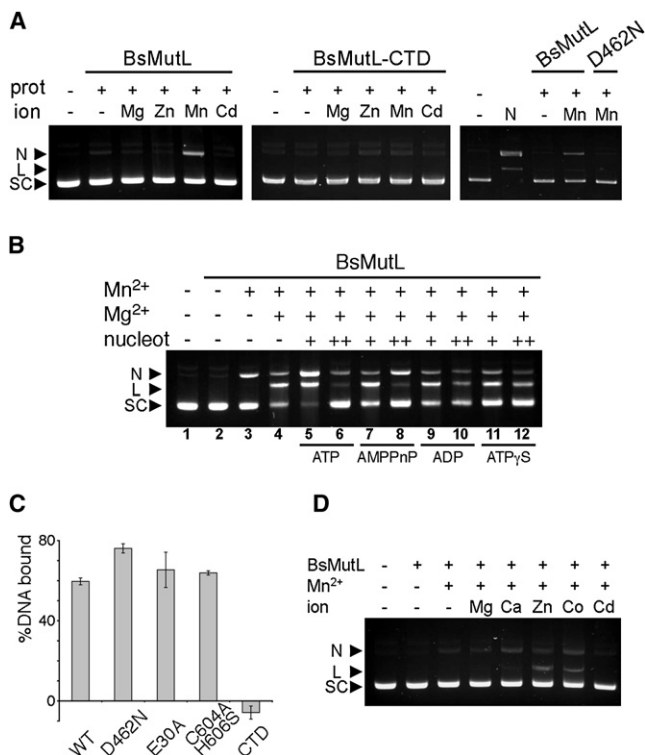 A
BsMutL
BsMutL-CTD
BsMutL
D462N
prot - + + + + +
- + + + + +
+ + +
ion - - Mg Zn Mn Cd
- - Mg Zn Mn Cd
- N - Mn Mn
N
L
SC
B
BsMutL
Mn²⁺ - - + + + + + + + + + +
Mg²⁺ - - - + + + + + + + + +
nucleot - - - - + ++ + ++ + ++ + ++
N
L
SC
1 2 3 4 5 6 7 8 9 10 11 12
ATP AMPPnP ADP ATPγS
C
%DNA bound
80
40
0
WT
D462N
E30A
C604A
H606S
CTD
D
BsMutL - + + + + + + +
Mn²⁺ - - + + + + + +
ion - - - Mg Ca Zn Co Cd
N
L
SC